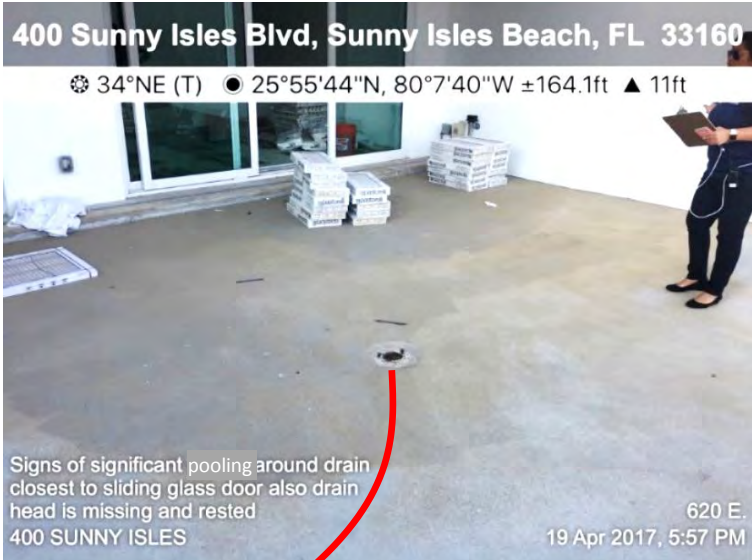 400 Sunny Isles Blvd, Sunny Isles Beach, FL 33160
34°NE (T) 25°55'44"N, 80°7'40"W ±164.1ft ▲ 11ft
Signs of significant pooling around drain
closest to sliding glass door also drain
head is missing and rested
400 SUNNY ISLES
620 E.
19 Apr 2017, 5:57 PM